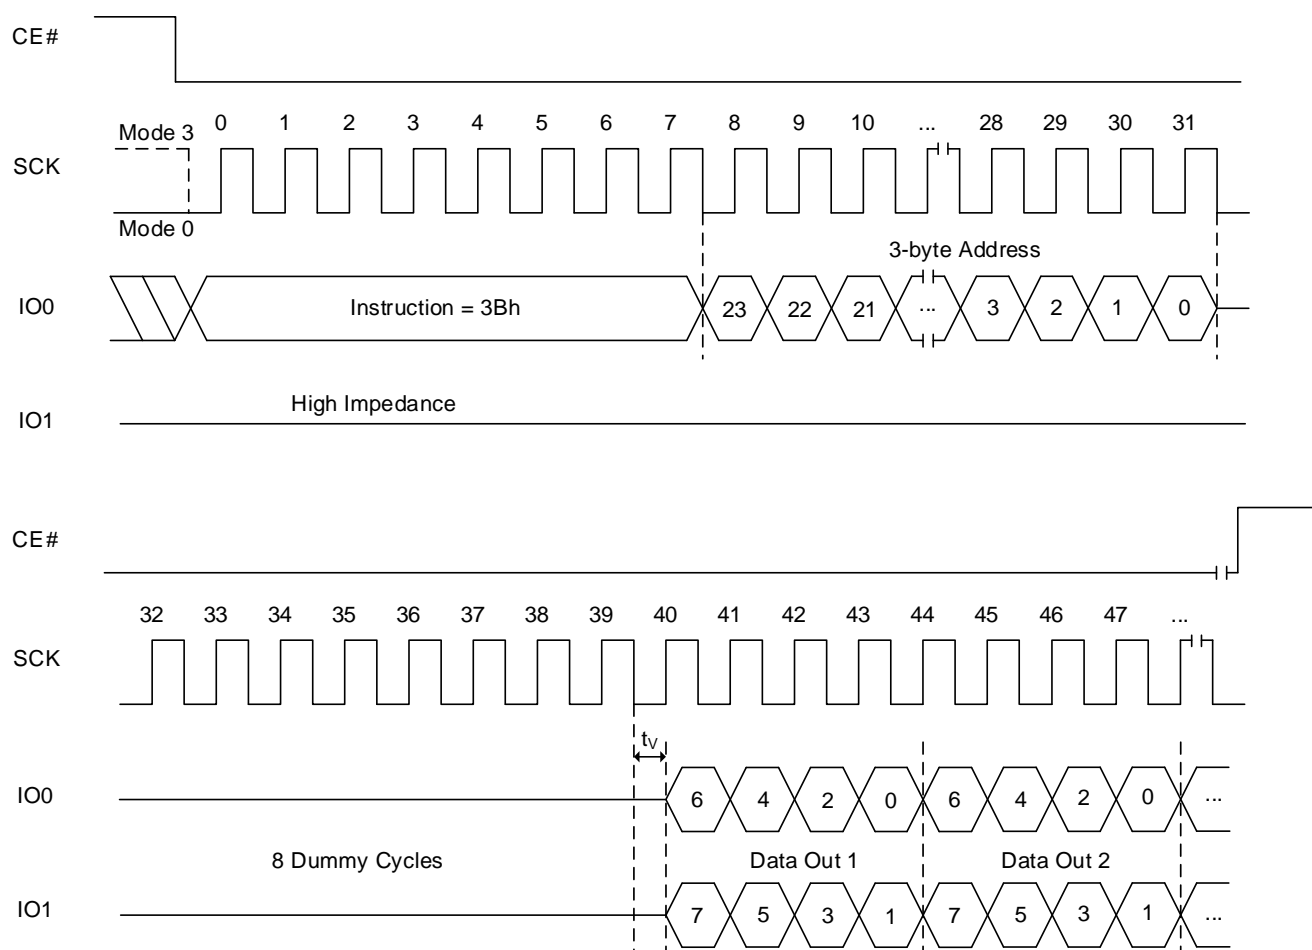 CE#
Mode 3 0 1 2 3 4 5 6 7 8 9 10 ... 28 29 30 31
SCK
Mode 0
3-byte Address
IO0 Instruction = 3Bh 23 22 21 ... 3 2 1 0
High Impedance
IO1
CE#
32 33 34 35 36 37 38 39 40 41 42 43 44 45 46 47 ...
SCK
tV
IO0 6 4 2 0 6 4 2 0 ...
8 Dummy Cycles Data Out 1 Data Out 2
IO1 7 5 3 1 7 5 3 1 ...